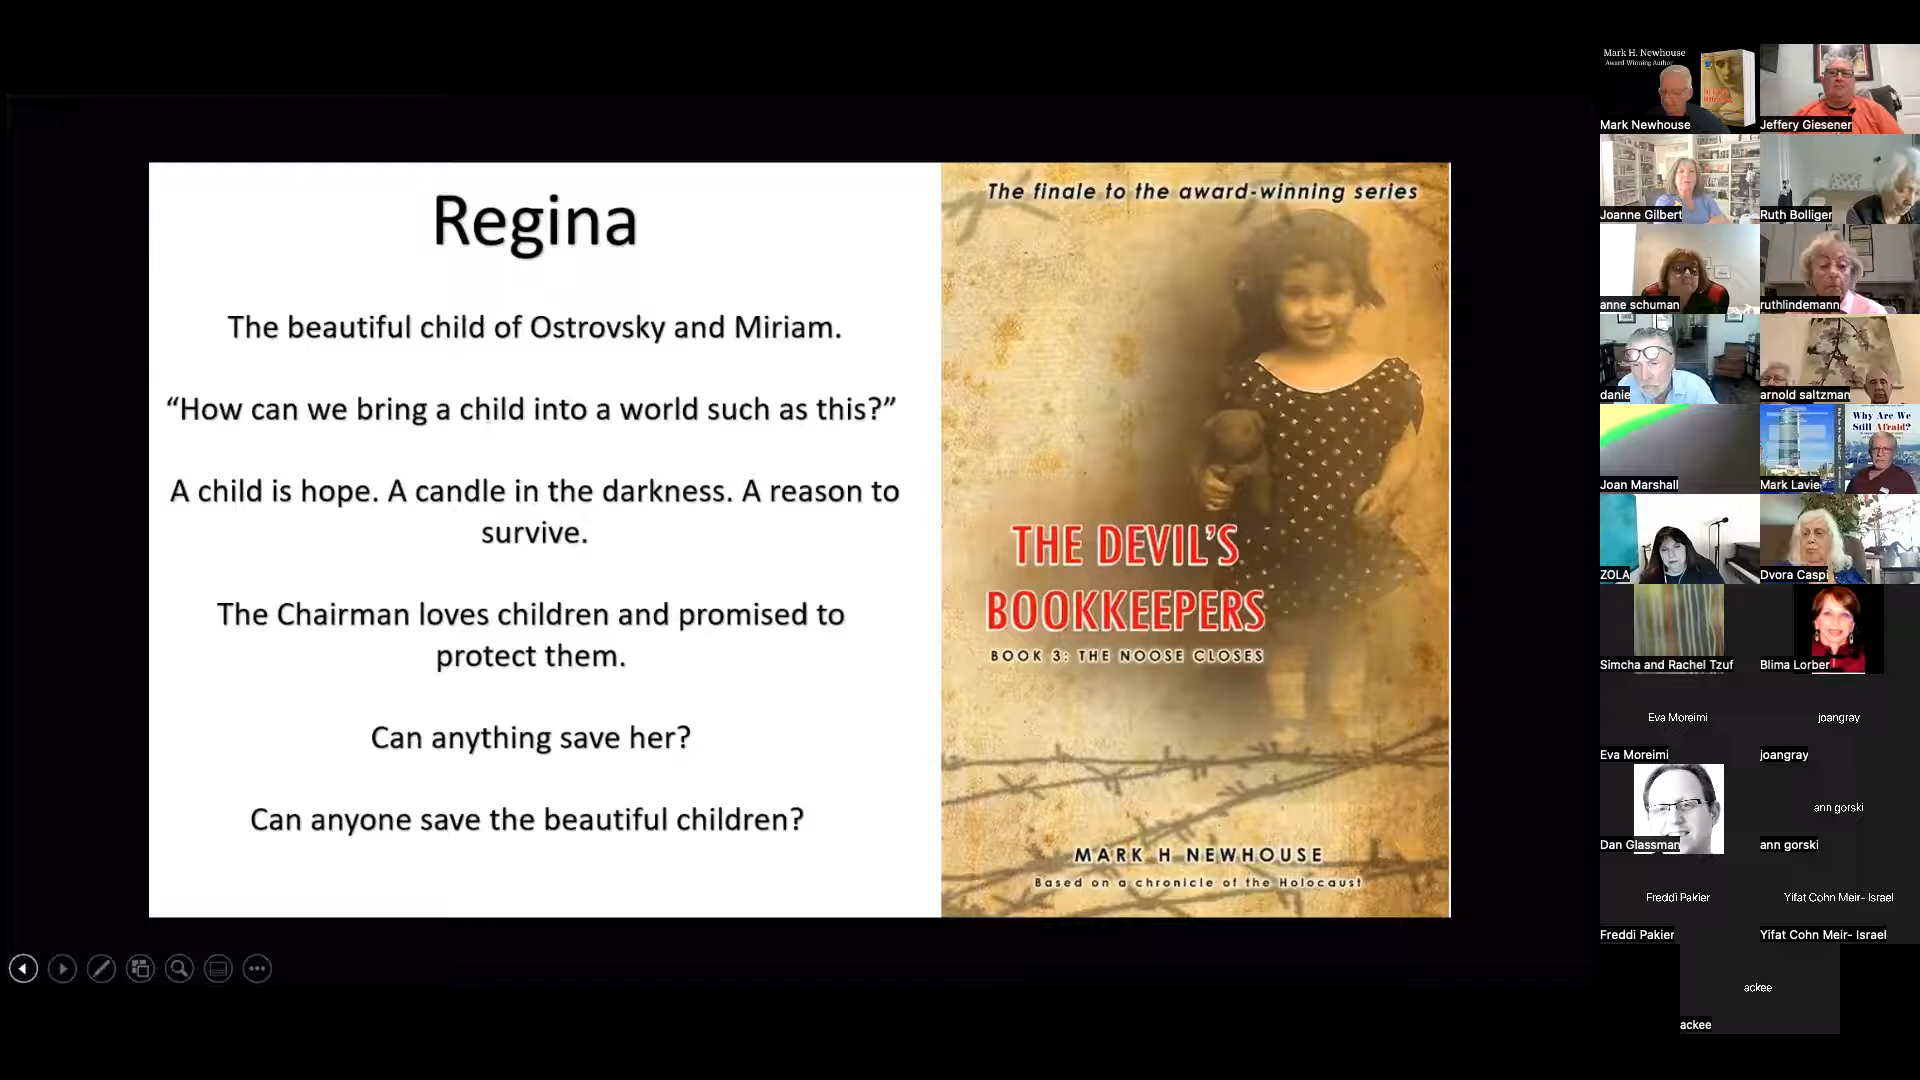 Regina
The beautiful child of Ostrovsky and Miriam.
“How can we bring a child into a world such as this?”
A child is hope. A candle in the darkness. A reason to
survive.
The Chairman loves children and promised to
protect them.
Can anything save her?
Can anyone save the beautiful children?
The finale to the award-winning series
THE DEVIL'S
BOOKKEEPERS
BOOK 3: THE NOOSE CLOSES
MARK H NEWHOUSE
Based on a chronicle of the Holocaust
Mark H. Newhouse
Award-Winning Author
Mark Newhouse
Jeffery Giesener
Joanne Gilbert
Ruth Bolliger
anne schuman
ruthlindemann
danie
arnold saltzman
Joan Marshall
Why Are We
Still Afraid?
Mark Lavie
ZOLA
Dvora Caspi
Simcha and Rachel Tzuf
Blima Lorber
Eva Moreimi
Eva Moreimi
joangray
joangray
Dan Glassman
ann gorski
ann gorski
Freddi Pakier
Freddi Pakier
Yifat Cohn Meir- Israel
Yifat Cohn Meir- Israel
ackee
ackee